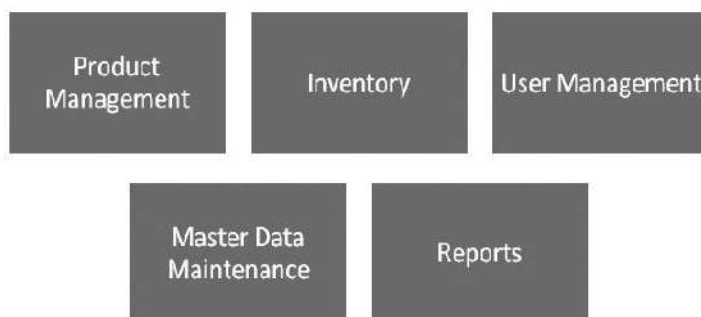 Product
Management
Inventory
User Management
Master Data
Maintenance
Reports